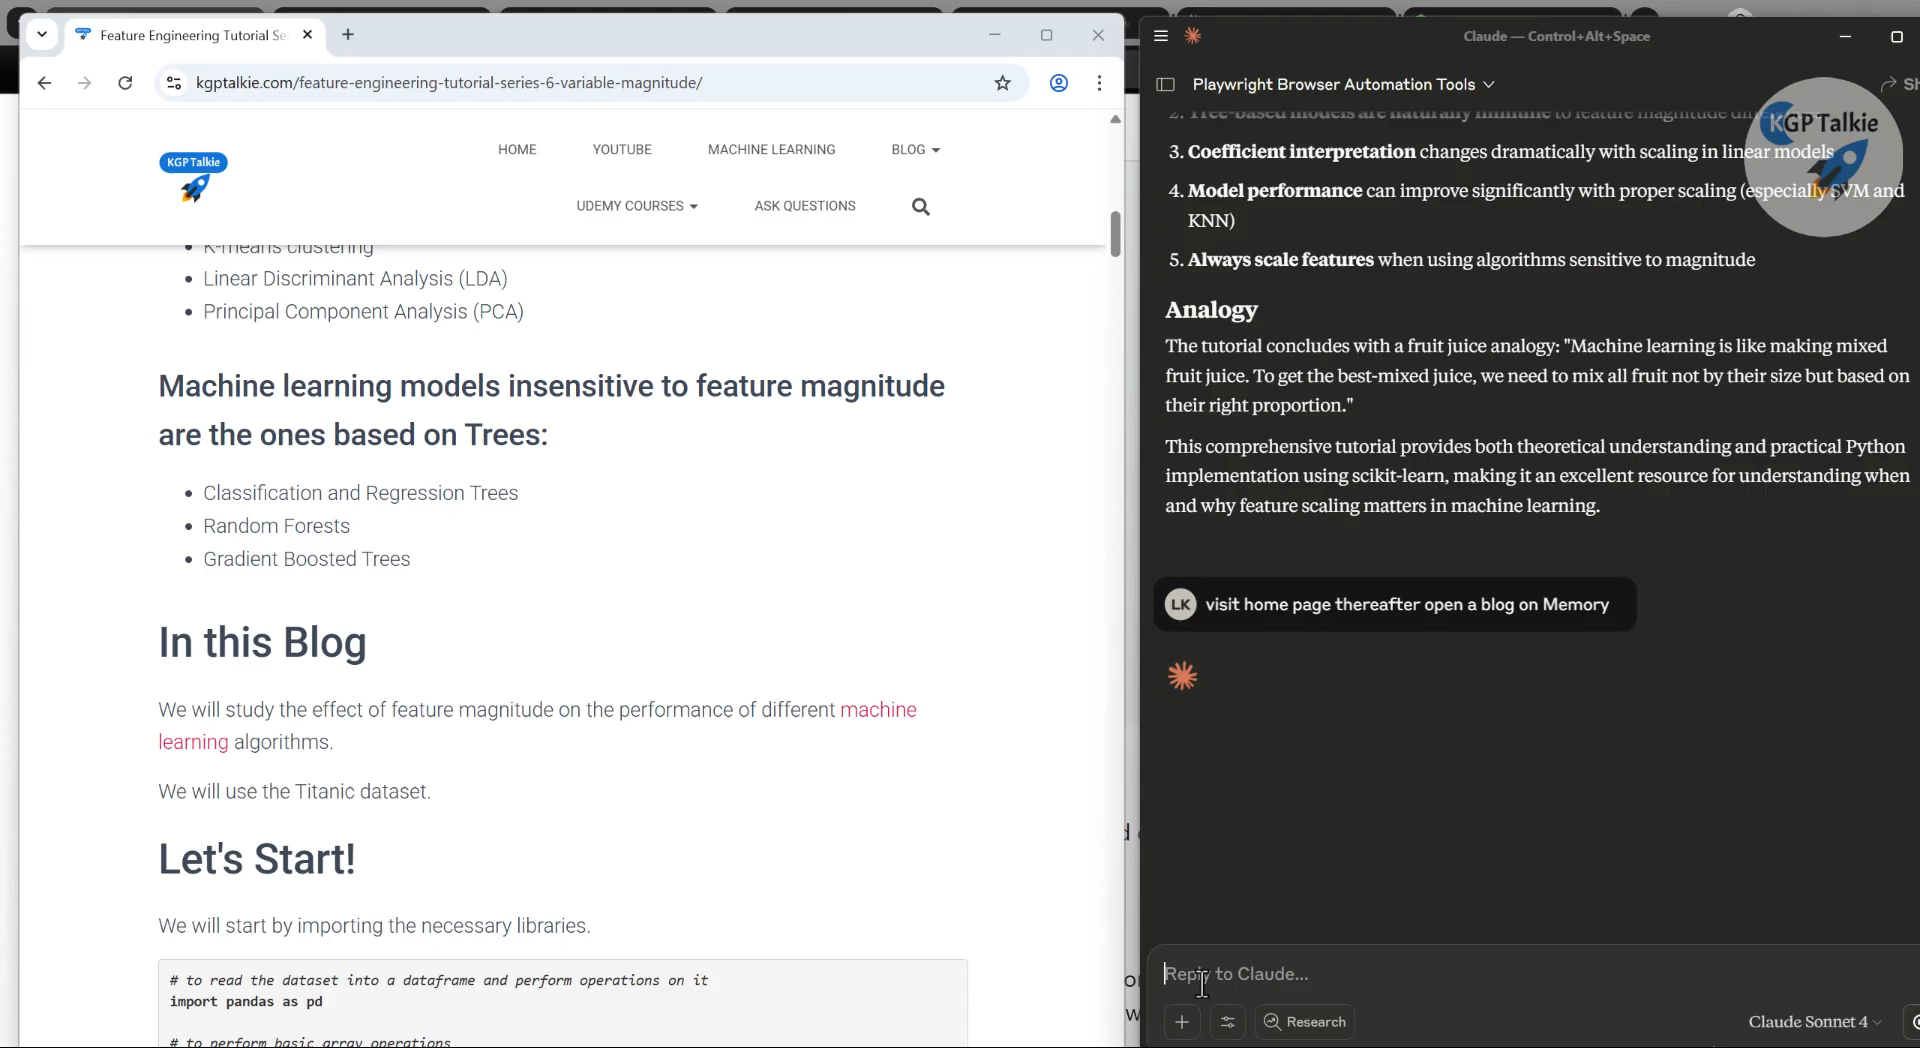 Feature Engineering Tutorial Se
kgptalkie.com/feature-engineering-tutorial-series-6-variable-magnitude/
KGP Talkie
HOME
YOUTUBE
MACHINE LEARNING
BLOG
UDEMY COURSES
ASK QUESTIONS
K-means clustering
Linear Discriminant Analysis (LDA)
Principal Component Analysis (PCA)
Machine learning models insensitive to feature magnitude
are the ones based on Trees:
Classification and Regression Trees
Random Forests
Gradient Boosted Trees
In this Blog
We will study the effect of feature magnitude on the performance of different machine
learning algorithms.
We will use the Titanic dataset.
Let's Start!
We will start by importing the necessary libraries.
# to read the dataset into a dataframe and perform operations on it
import pandas as pd
# to perform basic array operations
Claude — Control+Alt+Space
Playwright Browser Automation Tools
Sh
KGP Talkie
2. Tree-based models are naturally immune to feature magnitude
3. Coefficient interpretation changes dramatically with scaling in linear models
4. Model performance can improve significantly with proper scaling (especially SVM and
KNN)
5. Always scale features when using algorithms sensitive to magnitude
Analogy
The tutorial concludes with a fruit juice analogy: "Machine learning is like making mixed
fruit juice. To get the best-mixed juice, we need to mix all fruit not by their size but based on
their right proportion."
This comprehensive tutorial provides both theoretical understanding and practical Python
implementation using scikit-learn, making it an excellent resource for understanding when
and why feature scaling matters in machine learning.
LK visit home page thereafter open a blog on Memory
Reply to Claude...
Research
Claude Sonnet 4